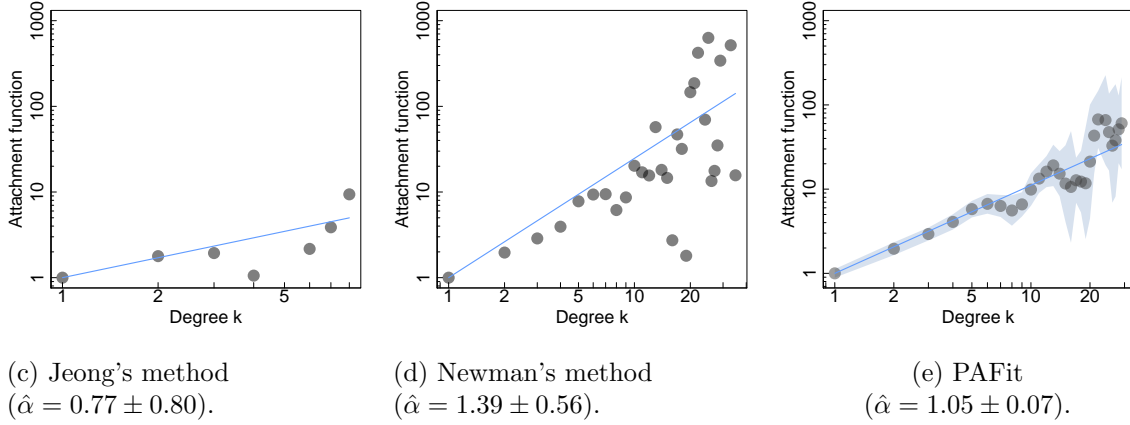 1000
100
10
1
Attachment function
1
2
5
Degree k
1000
100
10
1
Attachment function
1
2
5
10
20
Degree k
1000
100
10
1
Attachment function
1
2
5
10
20
Degree k
(c) Jeong's method
(α̂ = 0.77 ± 0.80).
(d) Newman's method
(α̂ = 1.39 ± 0.56).
(e) PAFit
(α̂ = 1.05 ± 0.07).